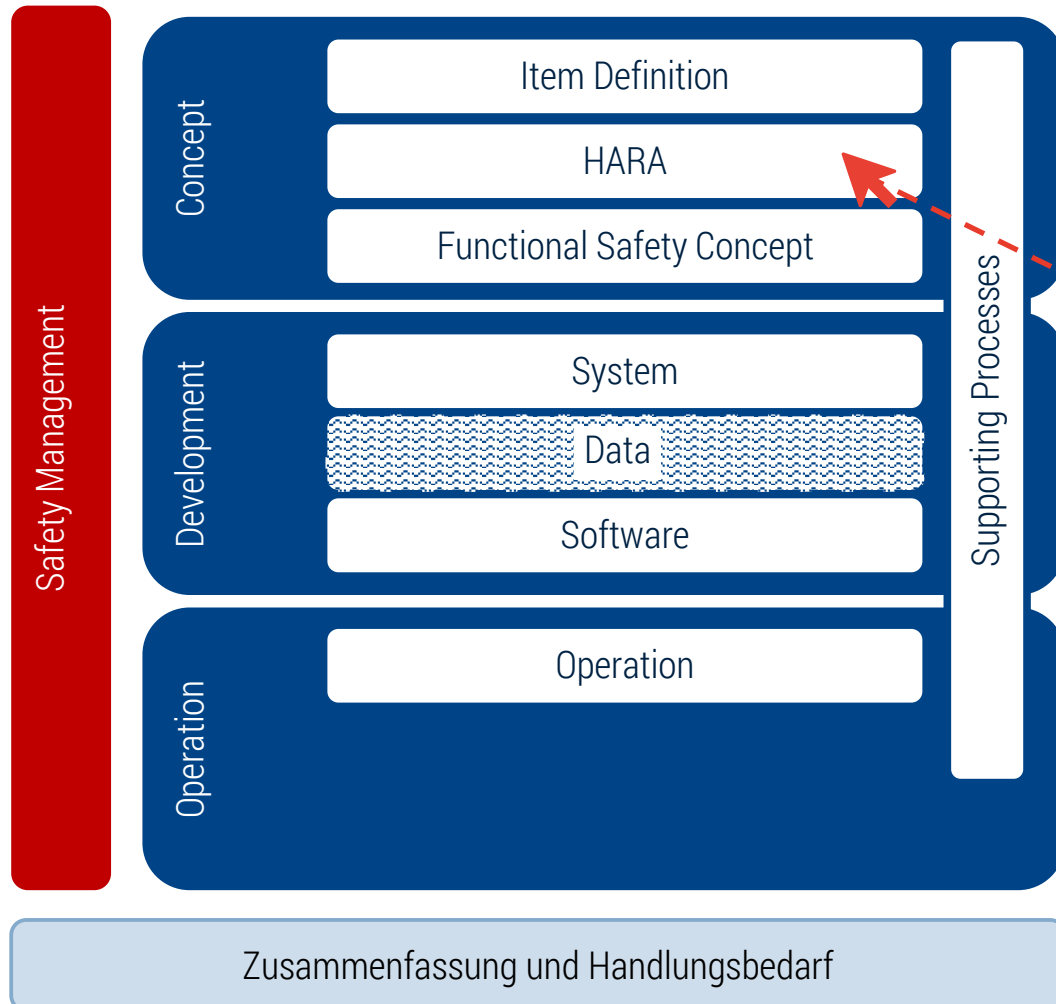 Safety Management
Concept
Item Definition
HARA
Functional Safety Concept
Development
System
Data
Software
Operation
Operation
Supporting Processes
Zusammenfassung und Handlungsbedarf